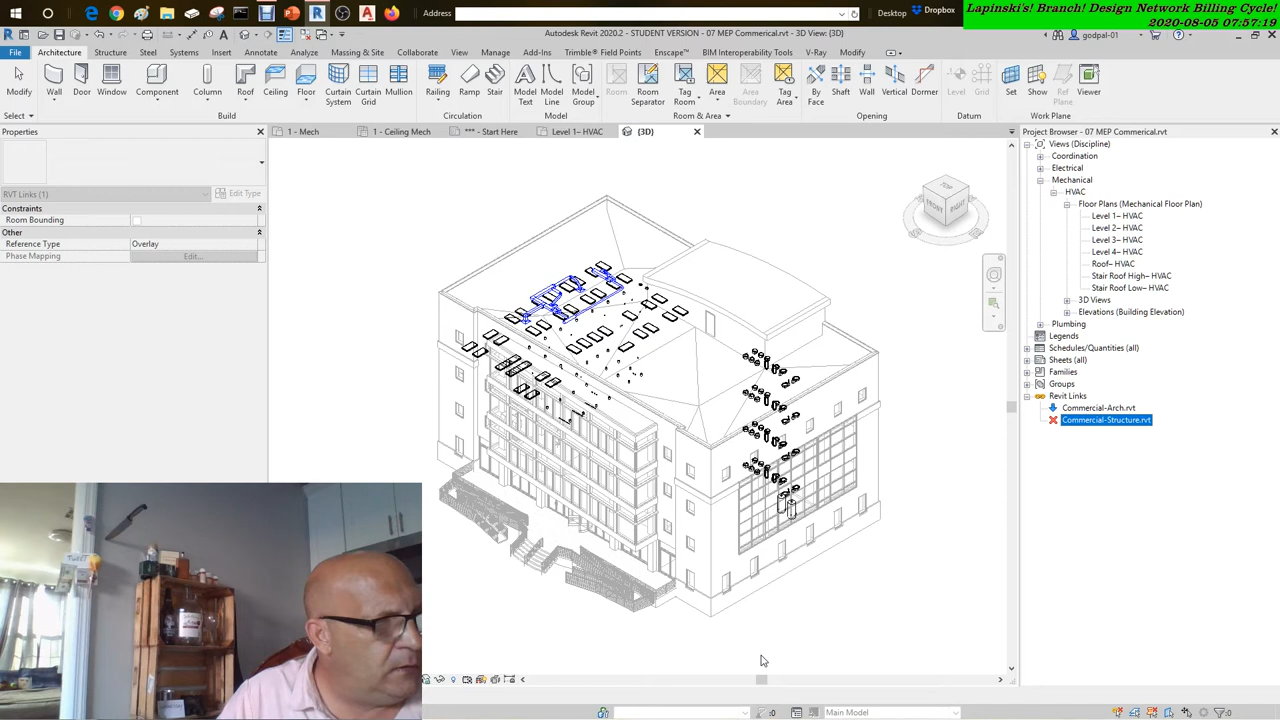 Address
Desktop
Dropbox
Lapinski's! Branch! Design Network Billing Cycle!
2020-08-05 07:57:19
Autodesk Revit 2020.2 - STUDENT VERSION - 07 MEP Commerical.rvt - 3D View: {3D}
godpal-01
File Architecture Structure Steel Systems Insert Annotate Analyze Massing & Site Collaborate View Manage Add-Ins Trimble® Field Points Enscape™ BIM Interoperability Tools V-Ray Modify
Modify Wall Door Window Component Column Roof Ceiling Floor Curtain System Curtain Grid Mullion Railing Ramp Stair Model Text Model Line Model Group Room Room Separator Tag Room Area Area Boundary Tag Area By Face Shaft Wall Vertical Dormer Level Grid Set Show Ref Plane Viewer
Select Build Circulation Model Room & Area Opening Datum Work Plane
Properties
1 - Mech
1 - Ceiling Mech
*** - Start Here
Level 1– HVAC
{3D}
Project Browser - 07 MEP Commerical.rvt
RVT Links (1)
Edit Type
Constraints
Room Bounding
Other
Reference Type Overlay
Phase Mapping Edit...
TOP
FRONT
RIGHT
Views (Discipline)
Coordination
Electrical
Mechanical
HVAC
Floor Plans (Mechanical Floor Plan)
Level 1– HVAC
Level 2– HVAC
Level 3– HVAC
Level 4– HVAC
Roof– HVAC
Stair Roof High– HVAC
Stair Roof Low– HVAC
3D Views
Elevations (Building Elevation)
Plumbing
Legends
Schedules/Quantities (all)
Sheets (all)
Families
Groups
Revit Links
Commercial-Arch.rvt
Commercial-Structure.rvt
:0
Main Model
:0